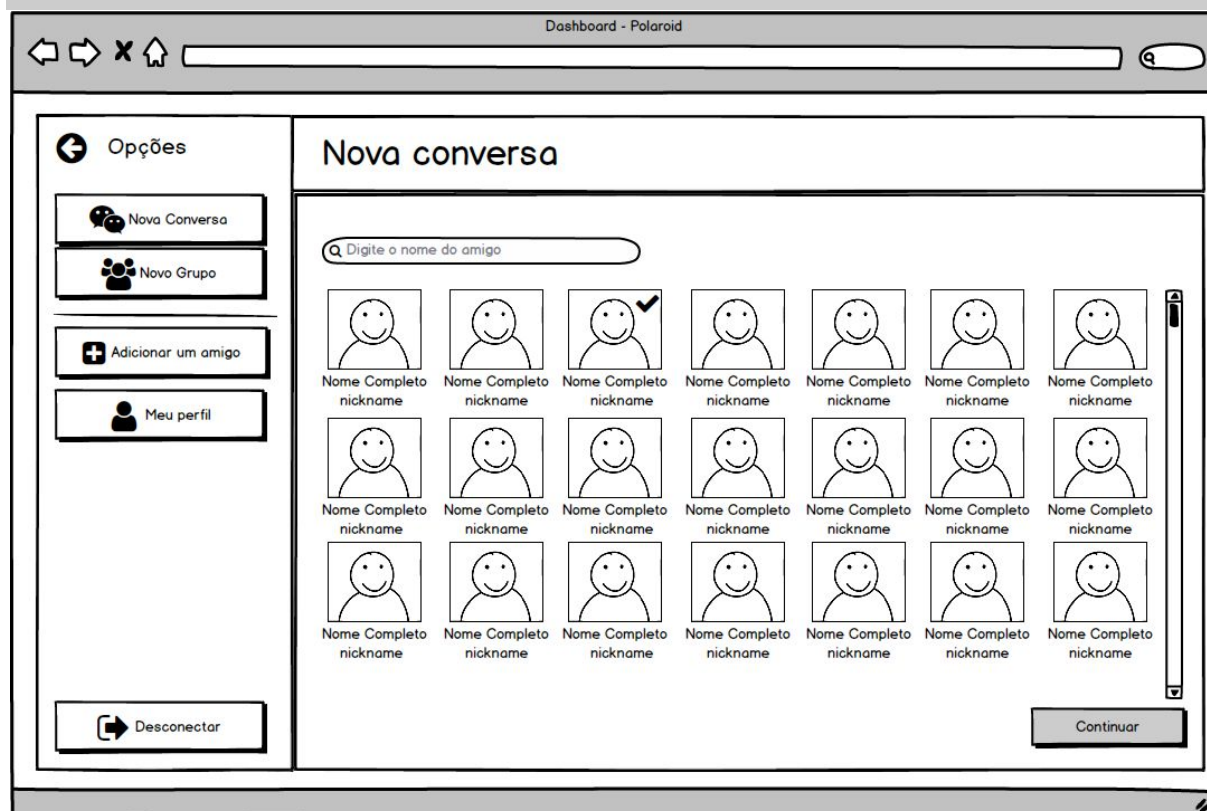 Dashboard - Polaroid
Opções
Nova Conversa
Novo Grupo
Adicionar um amigo
Meu perfil
Desconectar
Nova conversa
Digite o nome do amigo
Nome Completo Nome Completo Nome Completo Nome Completo Nome Completo Nome Completo Nome Completo
nickname nickname nickname nickname nickname nickname nickname
Nome Completo Nome Completo Nome Completo Nome Completo Nome Completo Nome Completo Nome Completo
nickname nickname nickname nickname nickname nickname nickname
Nome Completo Nome Completo Nome Completo Nome Completo Nome Completo Nome Completo Nome Completo
nickname nickname nickname nickname nickname nickname nickname
Continuar